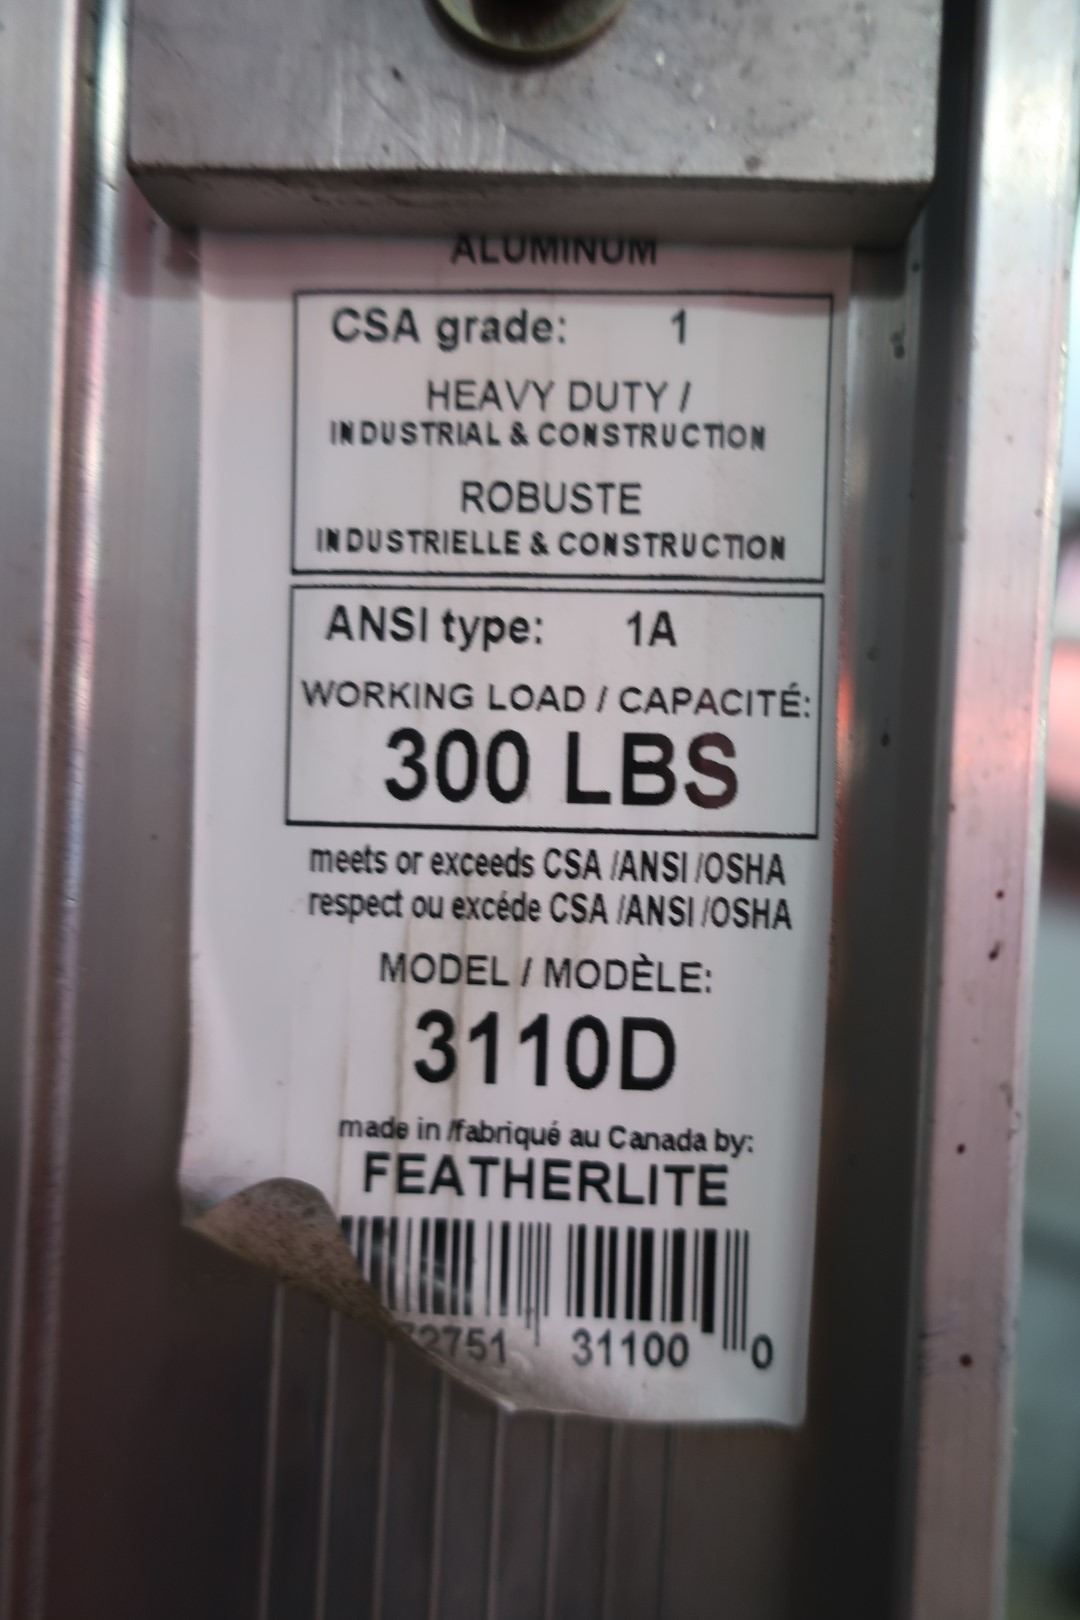 ALUMINUM
CSA grade: 1
HEAVY DUTY /
INDUSTRIAL & CONSTRUCTION
ROBUSTE
INDUSTRIELLE & CONSTRUCTION
ANSI type: 1A
WORKING LOAD / CAPACITÉ:
300 LBS
meets or exceeds CSA /ANSI /OSHA
respect ou excéde CSA /ANSI /OSHA
MODEL / MODÈLE:
3110D
made in /fabriqué au Canada by:
FEATHERLITE
72751 31100 0